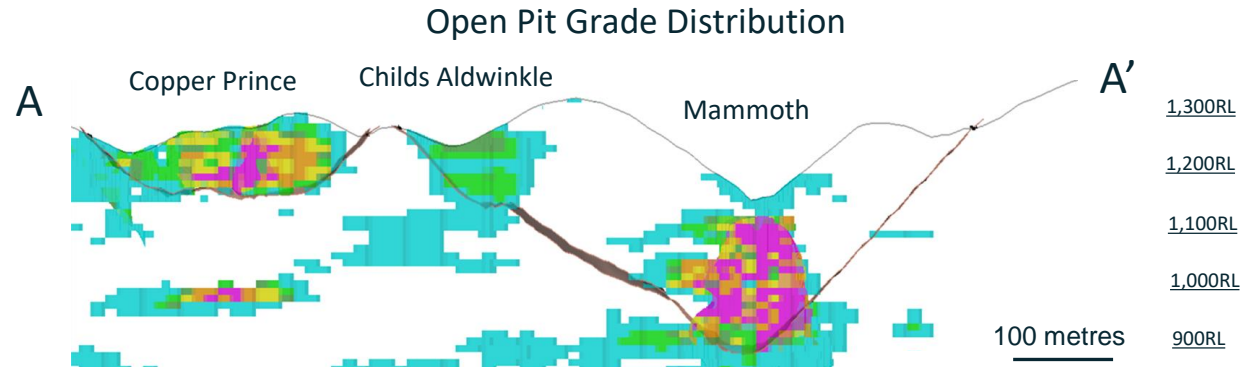 Open Pit Grade Distribution
Copper Prince
Childs Aldwinkle
Mammoth
A
A'
1,300RL
1,200RL
1,100RL
1,000RL
900RL
100 metres